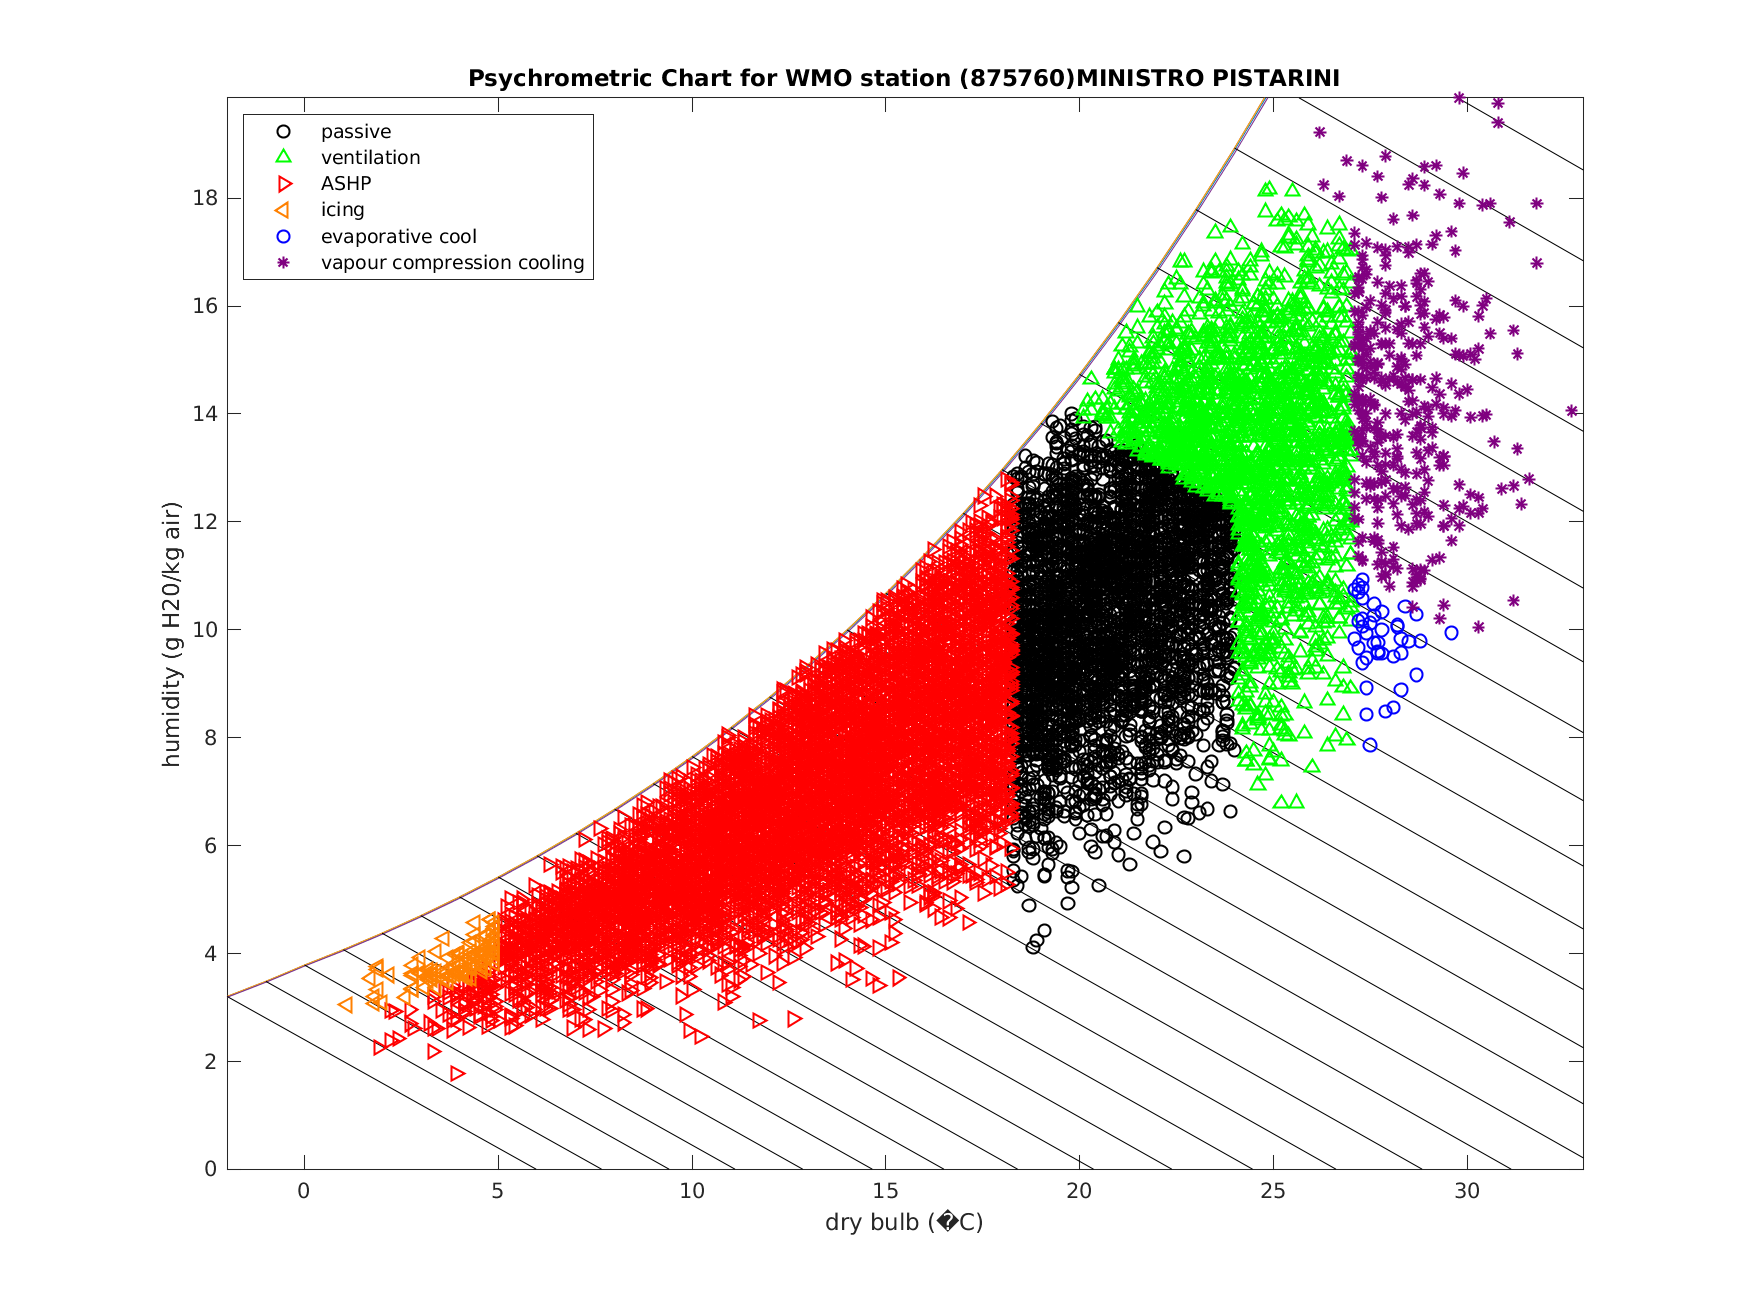 Psychrometric Chart for WMO station (875760)MINISTRO PISTARINI
passive
ventilation
ASHP
icing
evaporative cool
vapour compression cooling
humidity (g H20/kg air)
18
16
14
12
10
8
6
4
2
0
0 5 10 15 20 25 30
dry bulb (�C)